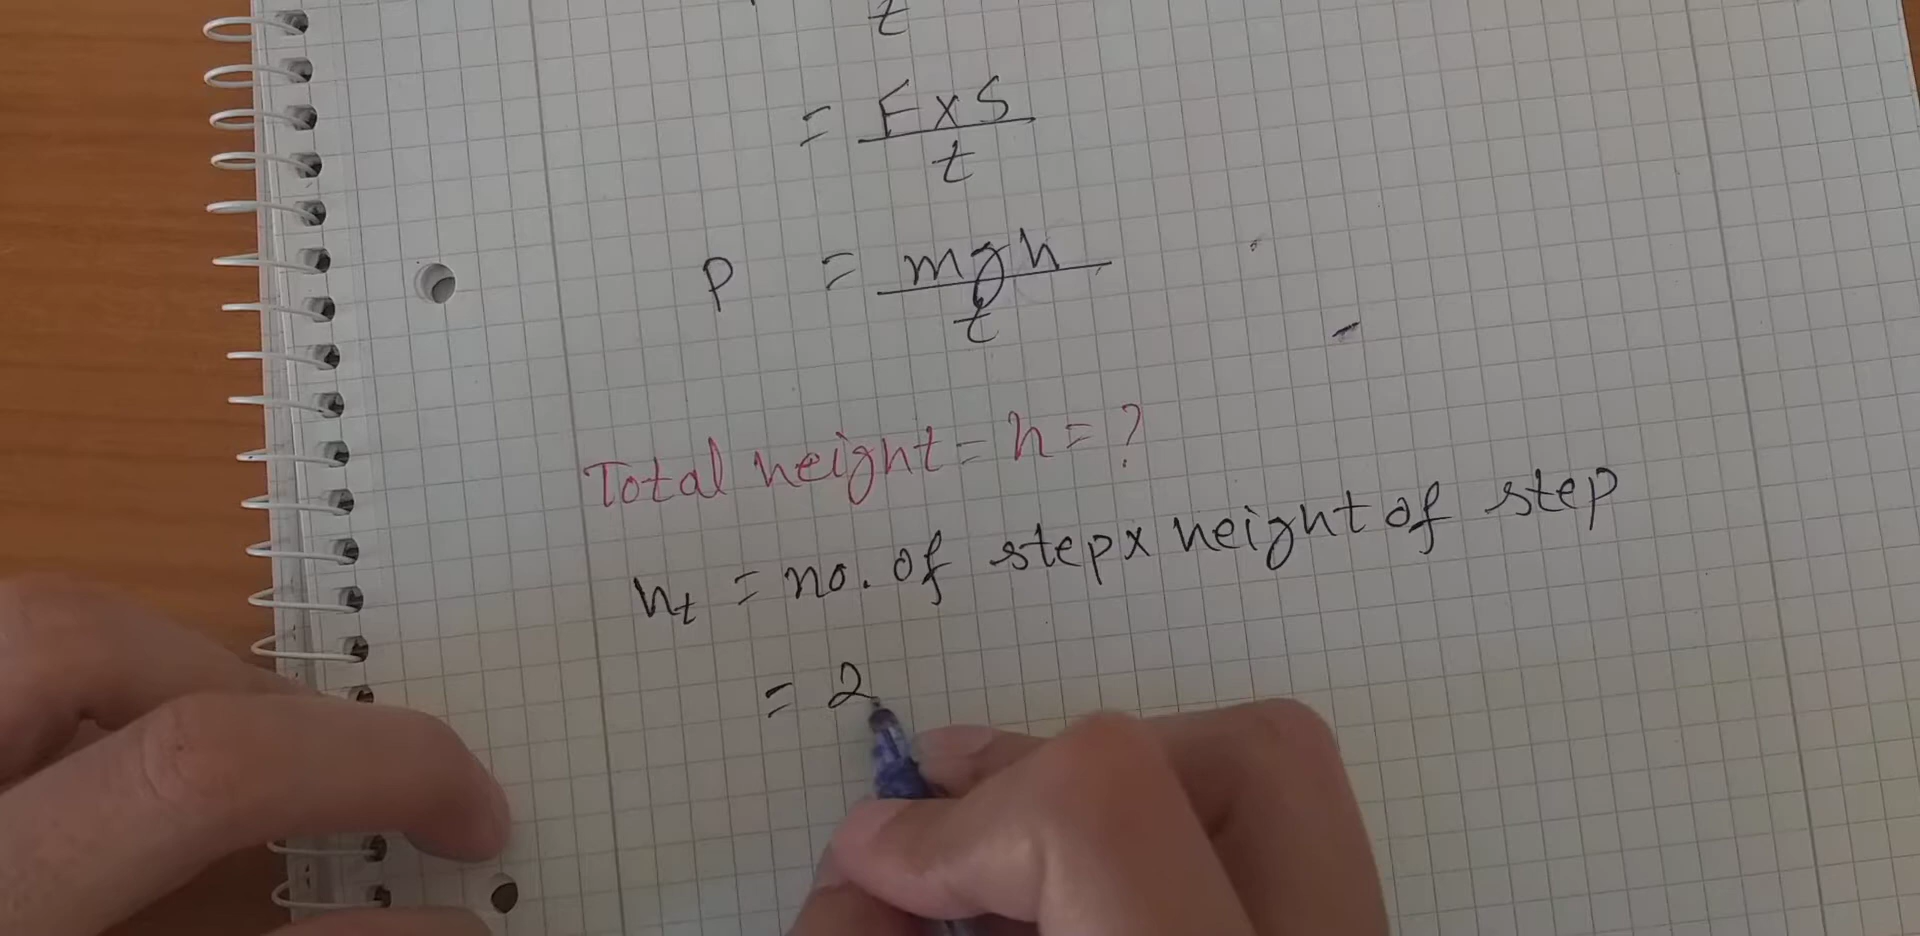 t
= F x S
t
P = mgh
t
Total height = h = ?
ht = no. of step x height of step
= 2